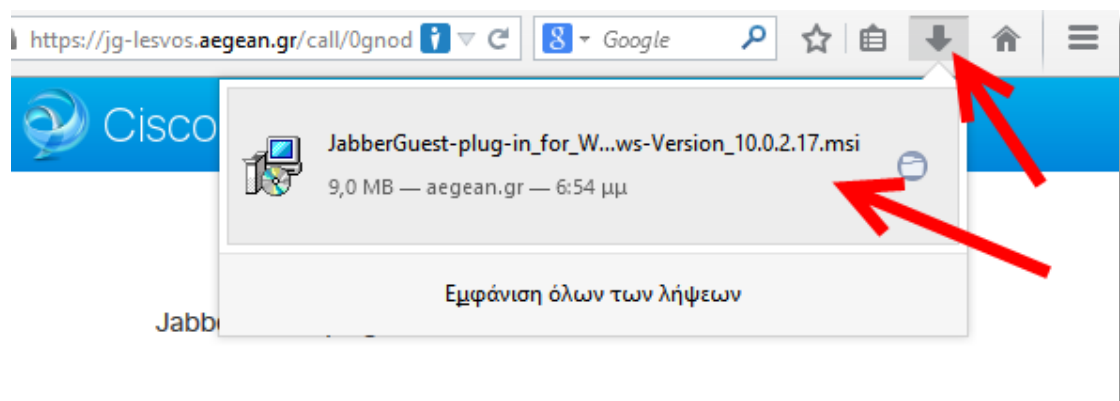 https://jg-lesvos.aegean.gr/call/0gnod
8 Google
Cisco
JabberGuest-plug-in_for_W...ws-Version_10.0.2.17.msi
9,0 MB — aegean.gr — 6:54 μμ
Εμφάνιση όλων των λήψεων